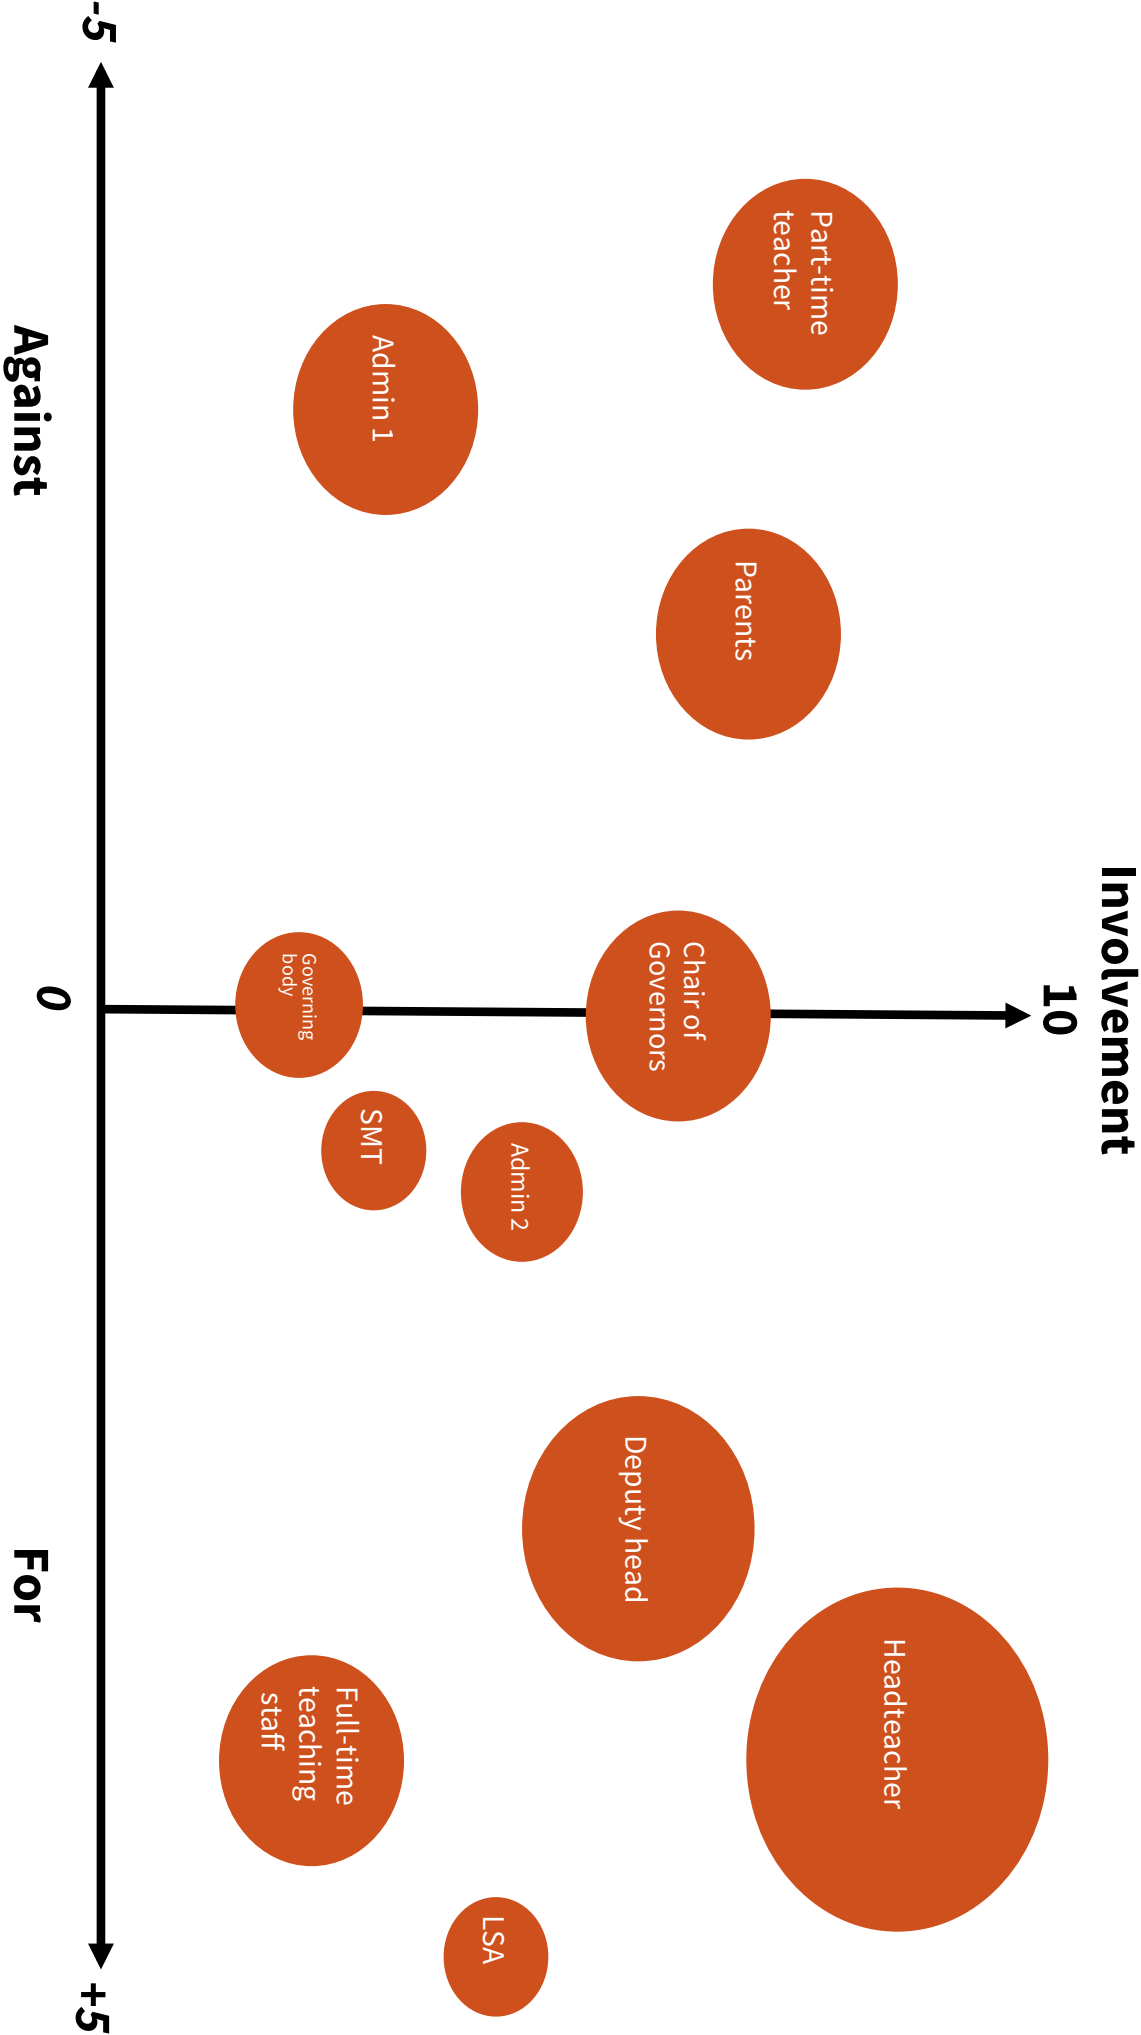 Involvement
10
Headteacher
Part-time
teacher
Parents
Chair of
Governors
Deputy head
Admin 2
LSA
Admin 1
SMT
Full-time
teaching
staff
Governing
body
-5
0
+5
Against
For